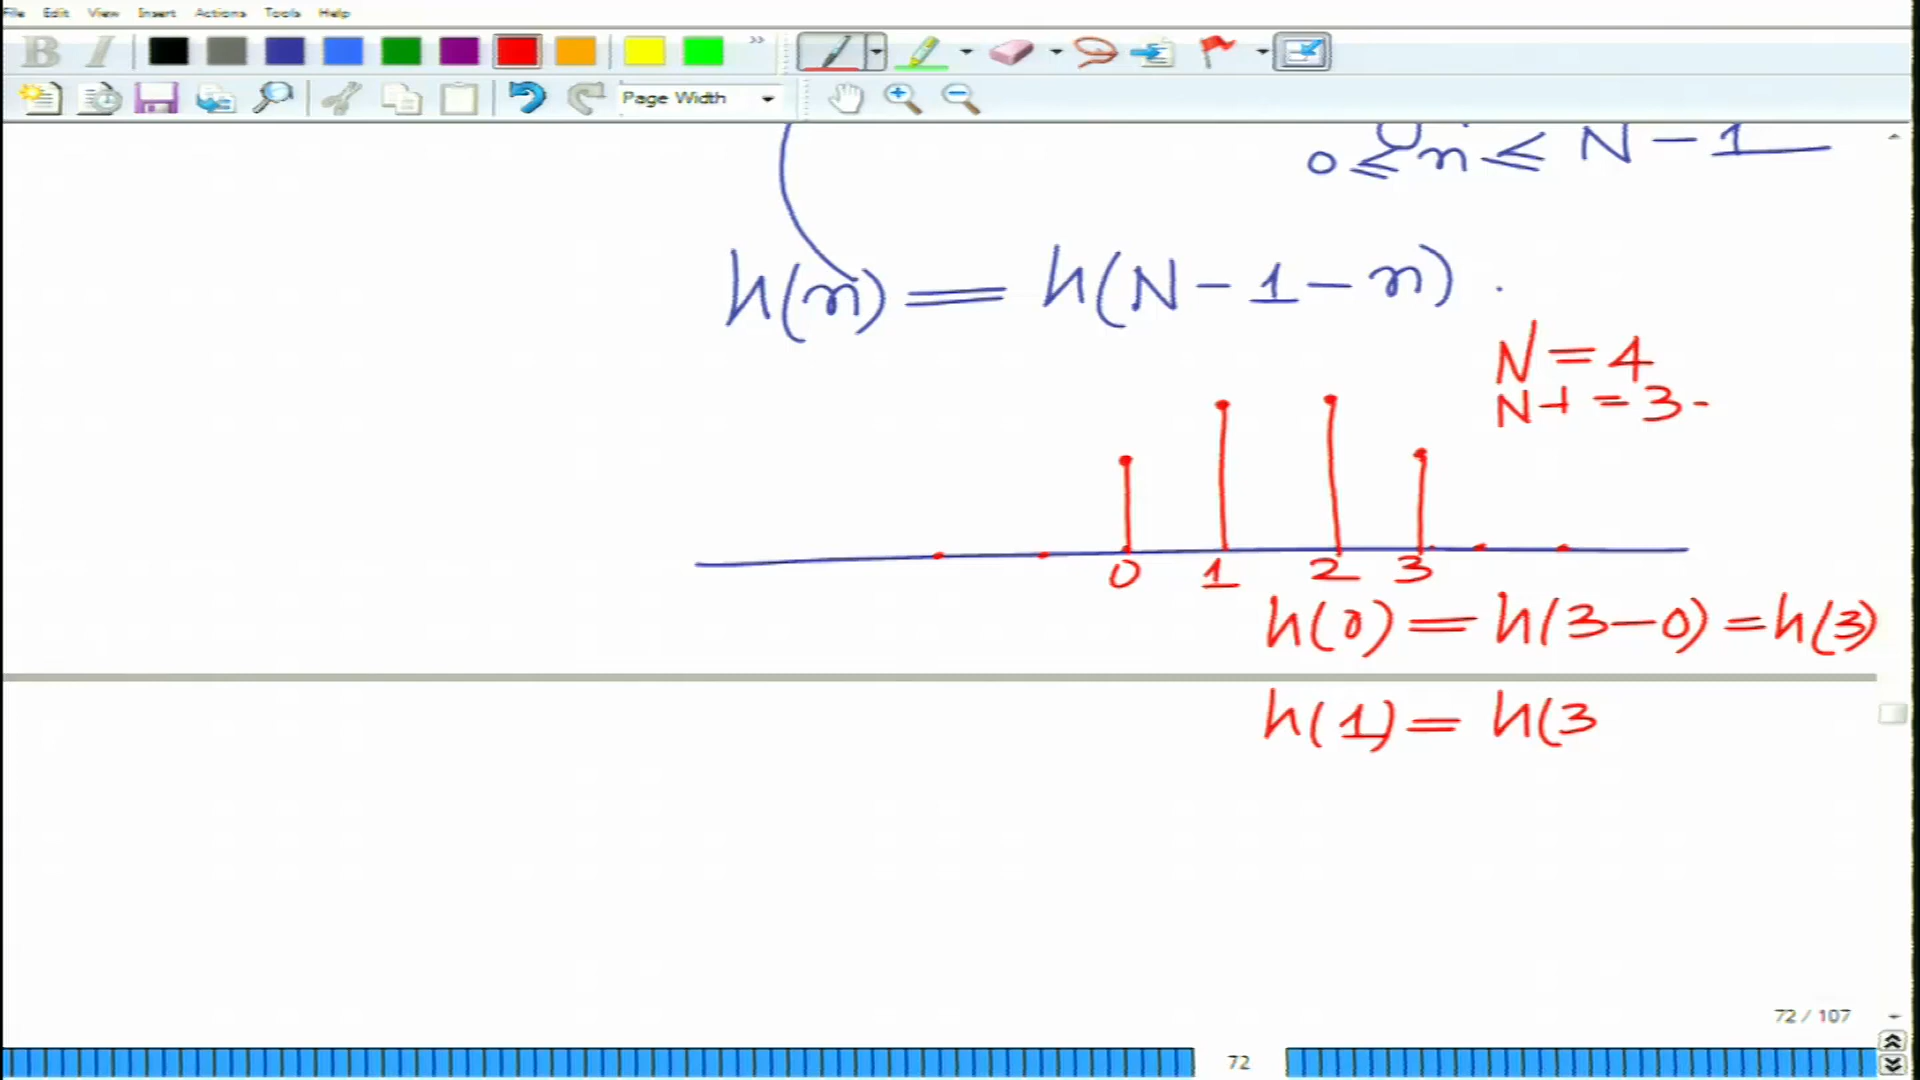 File Edit View Insert Actions Tools Help
B I
Page Width
0 ≤ n ≤ N - 1
h(n) = h(N - 1 - n) .
N = 4
N-1 = 3 -
0 1 2 3
h(0) = h(3-0) = h(3)
h(1) = h(3
72 / 107
72